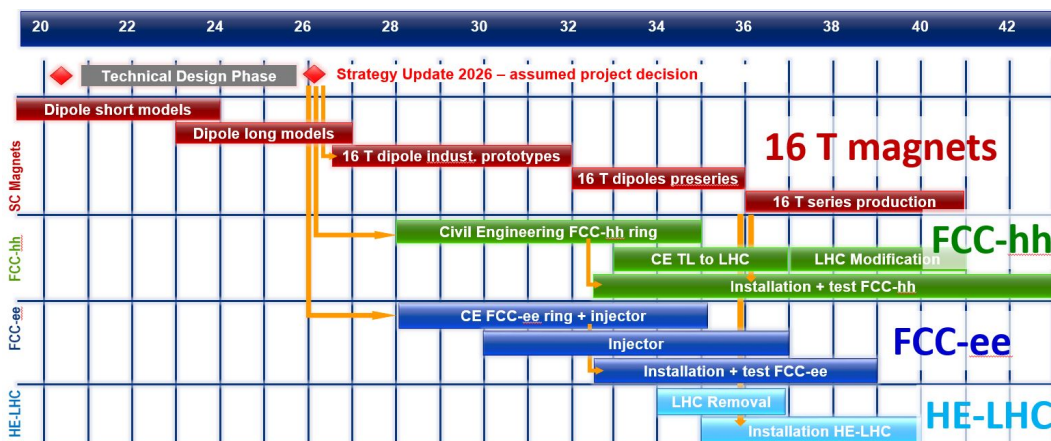 20 22 24 26 28 30 32 34 36 38 40 42
Technical Design Phase
Strategy Update 2026 – assumed project decision
SC Magnets
Dipole short models
Dipole long models
16 T dipole indust. prototypes
16 T magnets
16 T dipoles preseries
16 T series production
FCC-hh
Civil Engineering FCC-hh ring
FCC-hh
CE TL to LHC
LHC Modification
Installation + test FCC-hh
FCC-ee
CE FCC-ee ring + injector
Injector
FCC-ee
Installation + test FCC-ee
HE-LHC
LHC Removal
HE-LHC
Installation HE-LHC